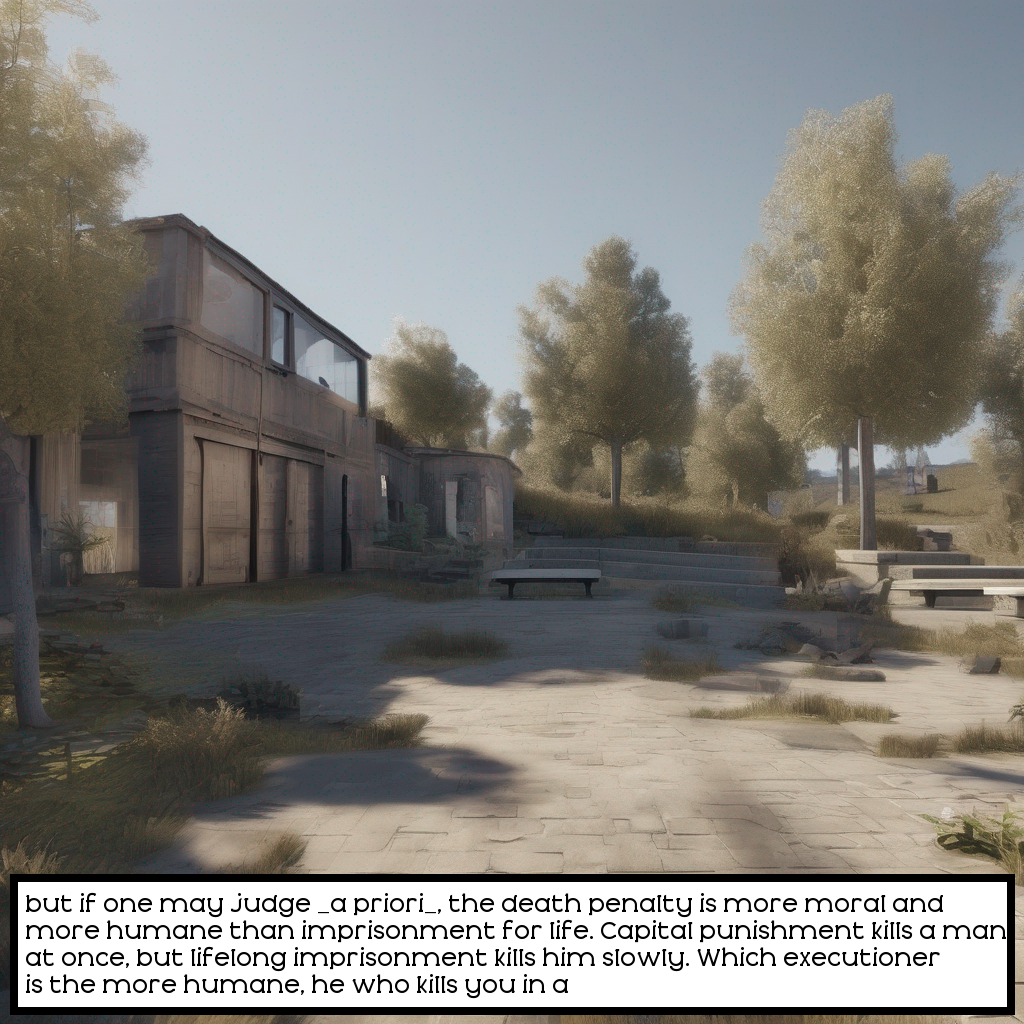 but if one may judge _a priori_, the death penalty is more moral and
more humane than imprisonment for life. Capital punishment kills a man
at once, but lifelong imprisonment kills him slowly. Which executioner
is the more humane, he who kills you in a